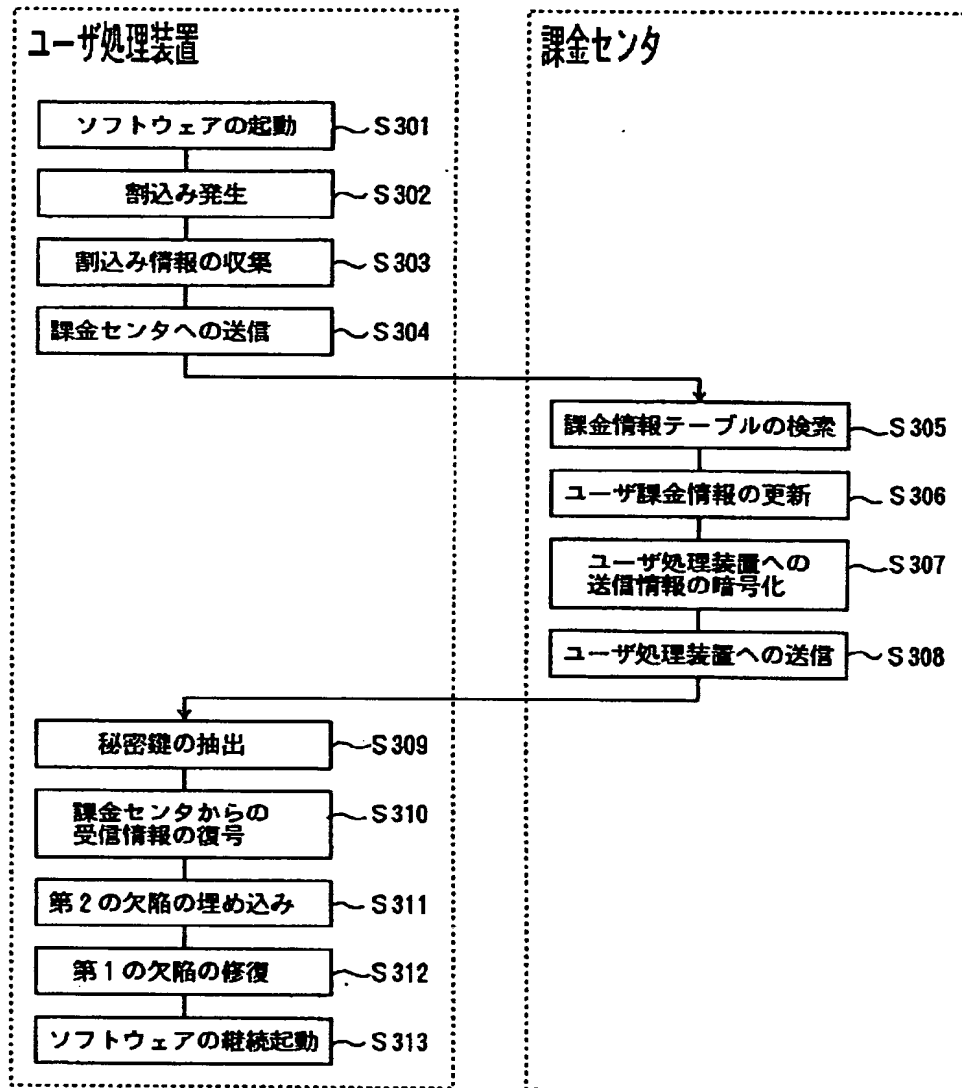 ユーザ処理装置
課金センタ
ソフトウェアの起動 S301
割込み発生 S302
割込み情報の収集 S303
課金センタへの送信 S304
課金情報テーブルの検索 S305
ユーザ課金情報の更新 S306
ユーザ処理装置への
送信情報の暗号化 S307
ユーザ処理装置への送信 S308
秘密鍵の抽出 S309
課金センタからの
受信情報の復号 S310
第2の欠陥の埋め込み S311
第1の欠陥の修復 S312
ソフトウェアの継続起動 S313